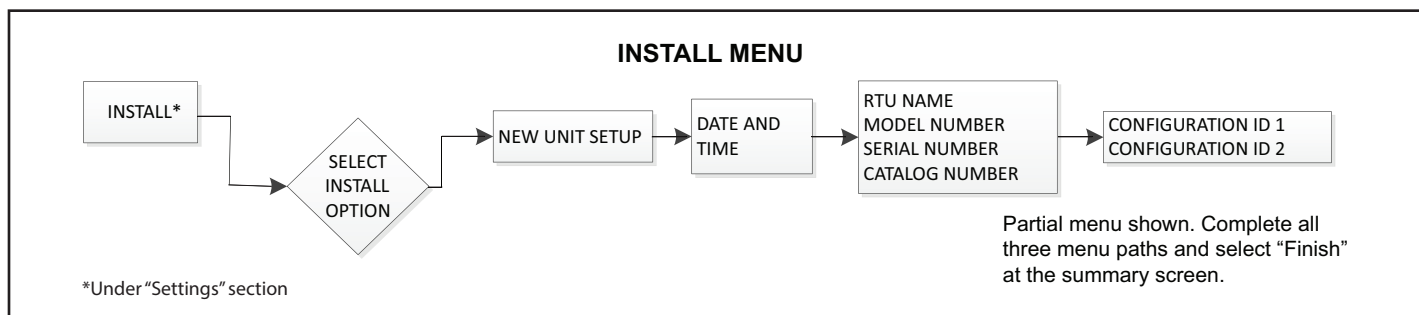 INSTALL MENU
INSTALL*
SELECT
INSTALL
OPTION
NEW UNIT SETUP
DATE AND
TIME
RTU NAME
MODEL NUMBER
SERIAL NUMBER
CATALOG NUMBER
CONFIGURATION ID 1
CONFIGURATION ID 2
Partial menu shown. Complete all
three menu paths and select “Finish”
at the summary screen.
*Under “Settings” section